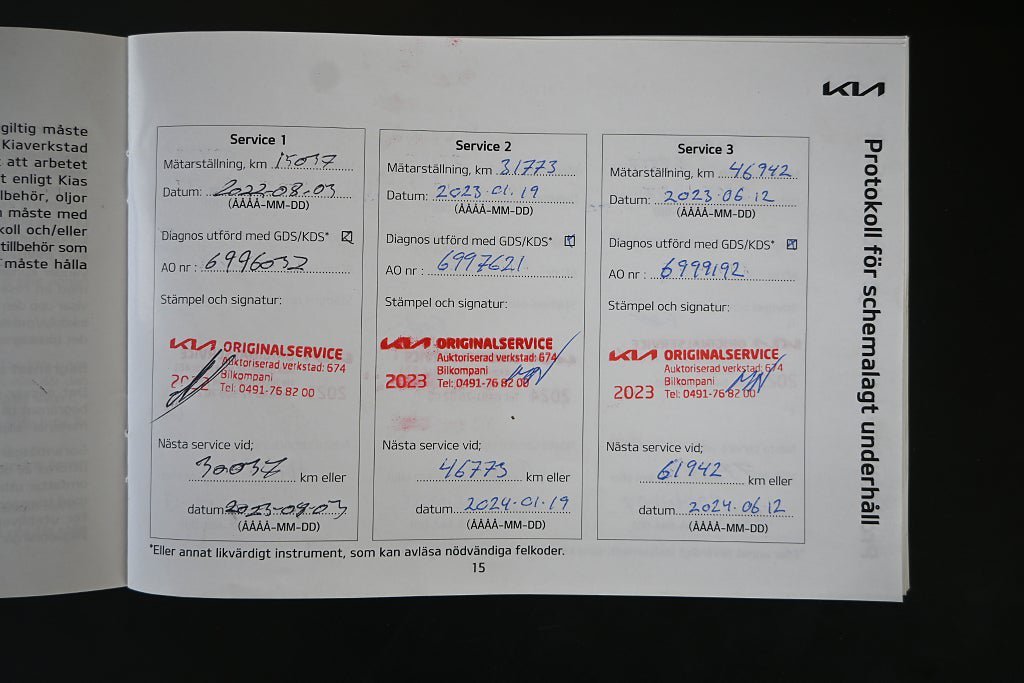 giltig måste
Kiaverkstad
att arbetet
t enligt Kias
lbehör, oljor
måste med
koll och/eller
tillbehör som
måste hålla
KIA
Protokoll för schemalagt underhåll
Service 1
Mätarställning, km 15037
Datum: 2022-08-03
(ÅÅÅÅ-MM-DD)
Diagnos utförd med GDS/KDS*
AO nr : 6996032
Stämpel och signatur:
KIA ORIGINALSERVICE
Auktoriserad verkstad: 674
Bilkompani
2022 Tel: 0491-76 82 00
Nästa service vid;
30037 km eller
datum 2023-08-03
(ÅÅÅÅ-MM-DD)
Service 2
Mätarställning, km 31773
Datum: 2023.01.19
(ÅÅÅÅ-MM-DD)
Diagnos utförd med GDS/KDS*
AO nr : 6997621
Stämpel och signatur:
KIA ORIGINALSERVICE
Auktoriserad verkstad: 674
Bilkompani
2023 Tel: 0491-76 82 00
MN
Nästa service vid;
46773 km eller
datum 2024-01-19
(ÅÅÅÅ-MM-DD)
Service 3
Mätarställning, km 46942
Datum: 2023.06 12
(ÅÅÅÅ-MM-DD)
Diagnos utförd med GDS/KDS*
AO nr : 6999192
Stämpel och signatur:
KIA ORIGINALSERVICE
Auktoriserad verkstad: 674
Bilkompani
2023 Tel: 0491-76 82 00
MN
Nästa service vid;
61942 km eller
datum 2024.06 12
(ÅÅÅÅ-MM-DD)
*Eller annat likvärdigt instrument, som kan avläsa nödvändiga felkoder.
15